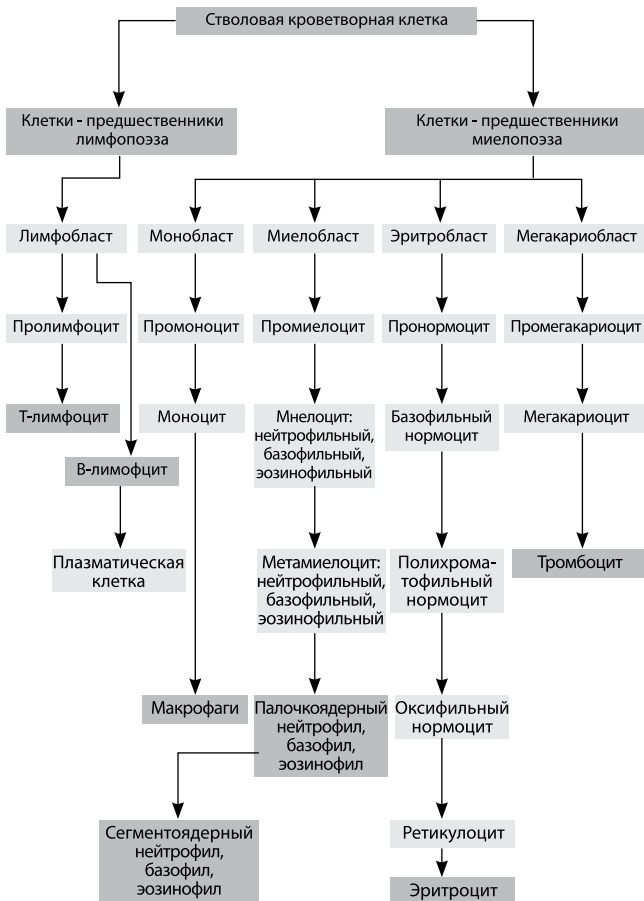 Стволовая кроветворная клетка
Клетки - предшественники
лимфопоэза
Клетки - предшественники
миелопоэза
Лимфобласт
Монобласт
Миелобласт
Эритробласт
Мегакариобласт
Пролимфоцит
Промоноцит
Промиелоцит
Пронормоцит
Промегакариоцит
Т-лимфоцит
Моноцит
Мнелоцит:
нейтрофильный,
базофильный,
эозинофильный
Базофильный
нормоцит
Мегакариоцит
В-лимофцит
Плазматическая
клетка
Метамиелоцит:
нейтрофильный,
базофильный,
эозинофильный
Полихрома-
тофильный
нормоцит
Тромбоцит
Макрофаги
Палочкоядерный
нейтрофил,
базофил,
эозинофил
Оксифильный
нормоцит
Сегментоядерный
нейтрофил,
базофил,
эозинофил
Ретикулоцит
Эритроцит